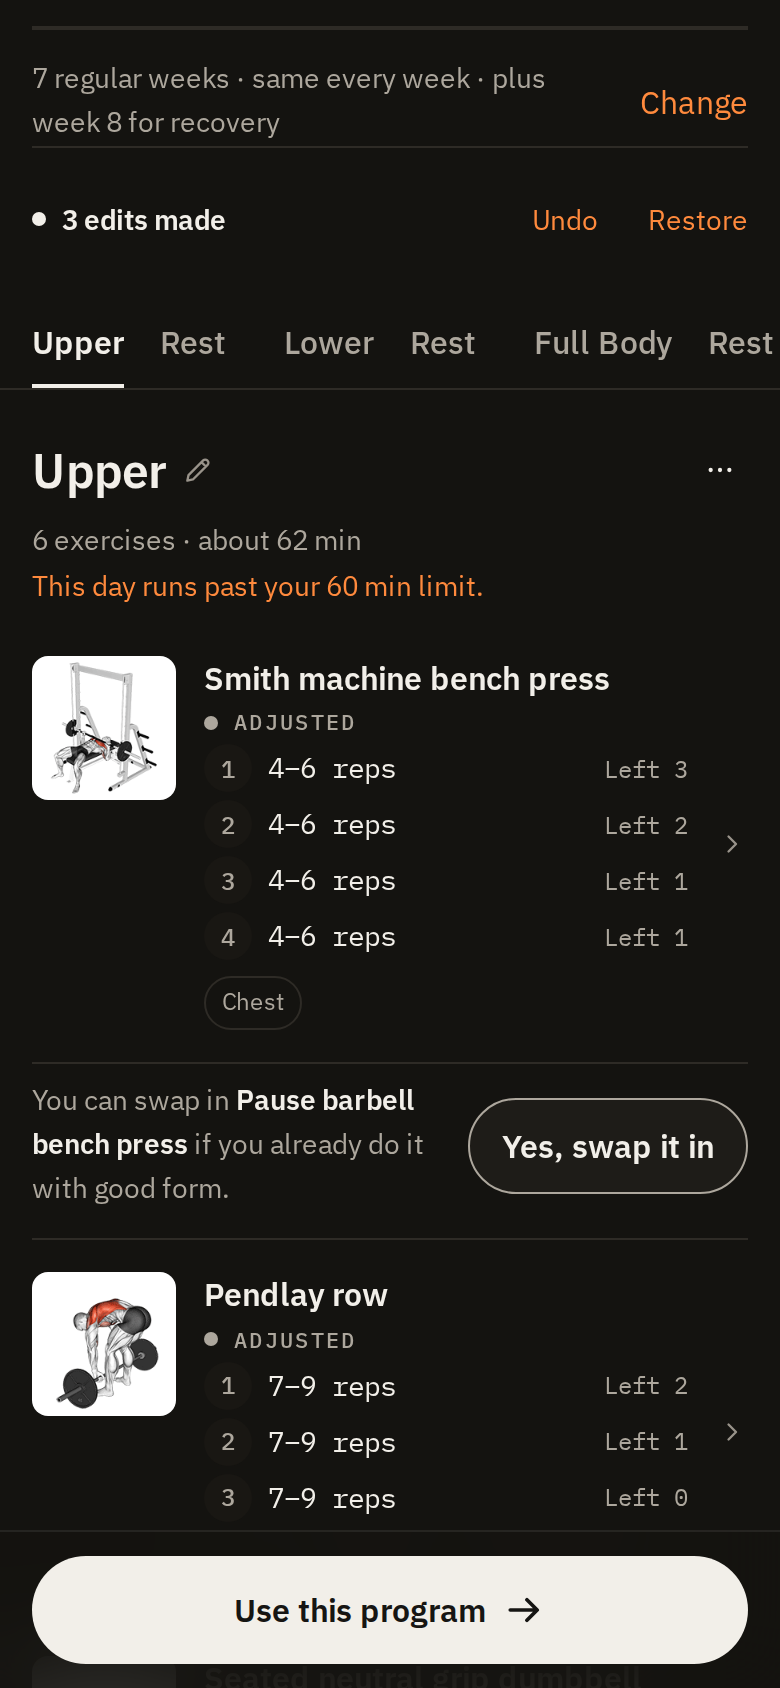 7 regular weeks · same every week · plus
week 8 for recovery
Change
3 edits made
Undo
Restore
Upper
Rest
Lower
Rest
Full Body
Rest
Upper
...
6 exercises · about 62 min
This day runs past your 60 min limit.
Smith machine bench press
ADJUSTED
1 4–6 reps Left 3
2 4–6 reps Left 2
3 4–6 reps Left 1
4 4–6 reps Left 1
Chest
You can swap in Pause barbell
bench press if you already do it
with good form.
Yes, swap it in
Pendlay row
ADJUSTED
1 7–9 reps Left 2
2 7–9 reps Left 1
3 7–9 reps Left 0
Use this program →
Seated neutral grip dumbbell